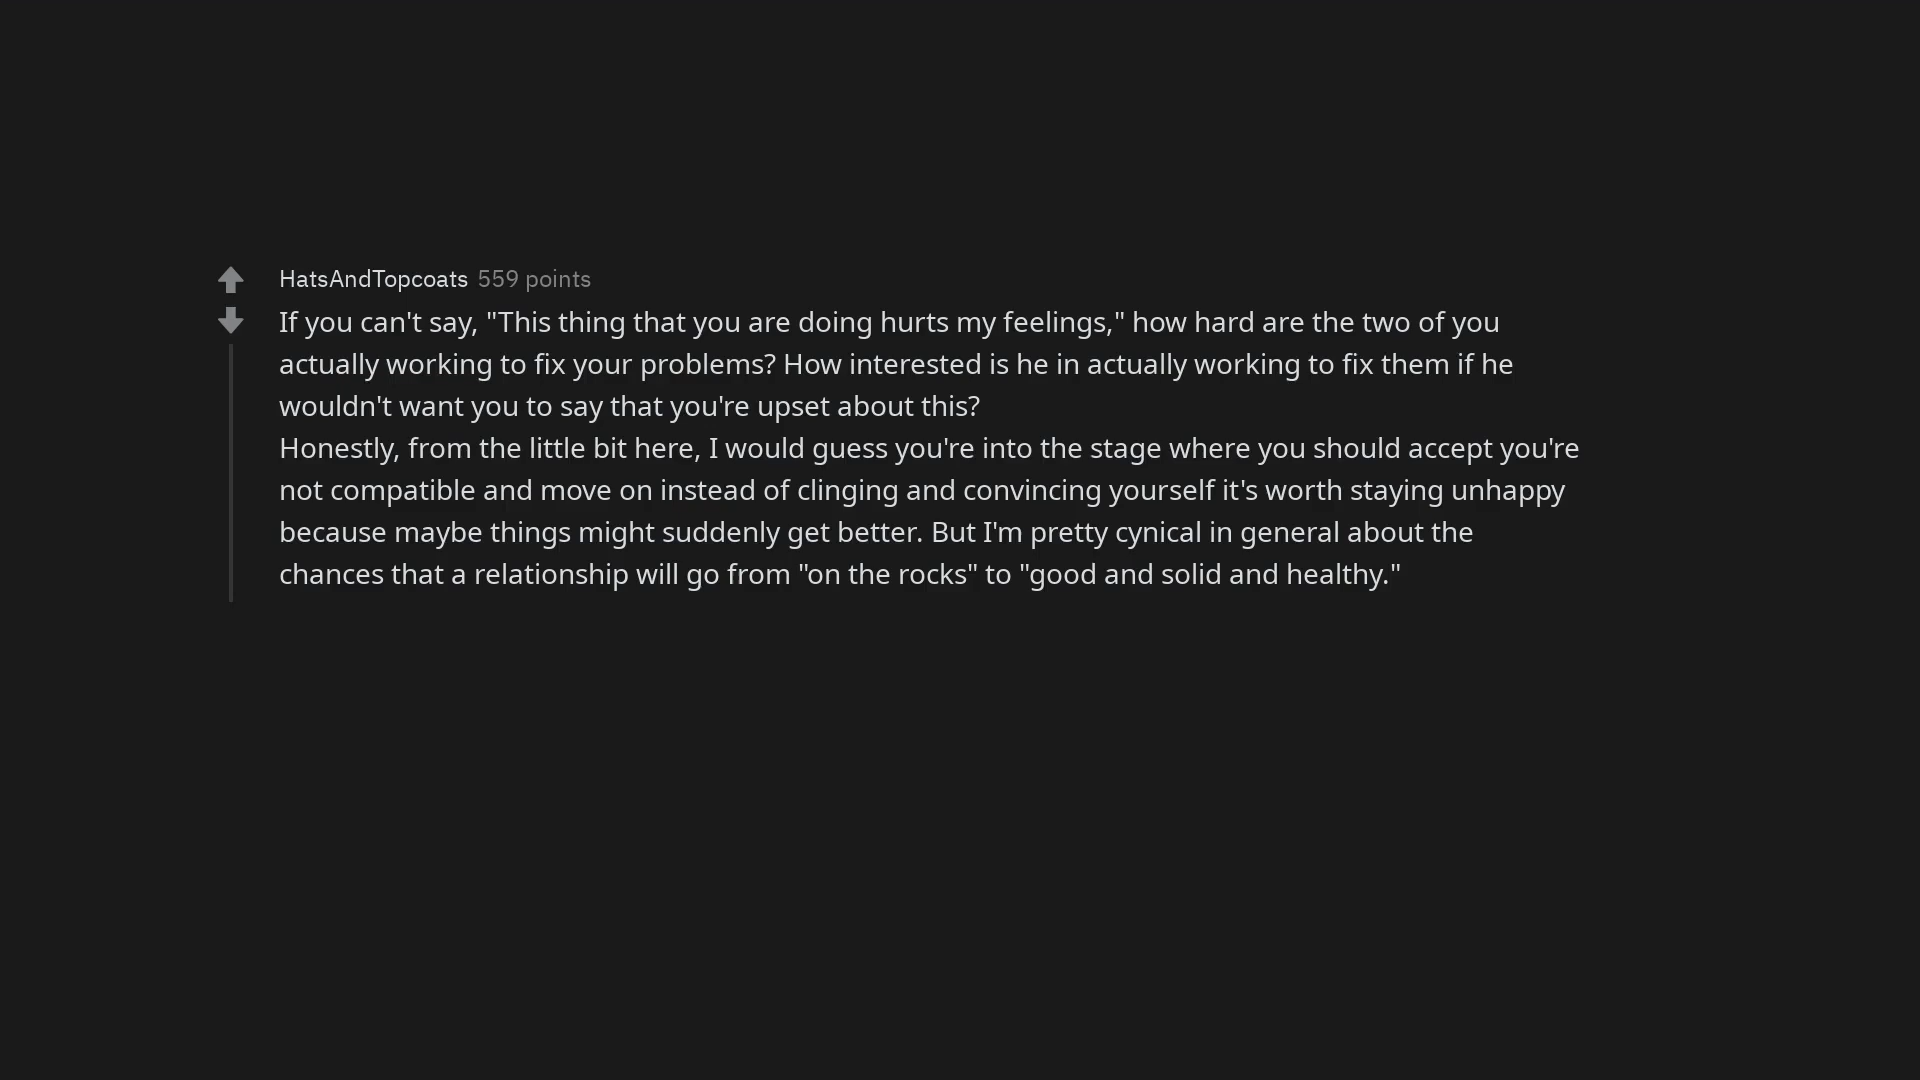 HatsAndTopcoats 559 points
If you can't say, "This thing that you are doing hurts my feelings," how hard are the two of you
actually working to fix your problems? How interested is he in actually working to fix them if he
wouldn't want you to say that you're upset about this?
Honestly, from the little bit here, I would guess you're into the stage where you should accept you're
not compatible and move on instead of clinging and convincing yourself it's worth staying unhappy
because maybe things might suddenly get better. But I'm pretty cynical in general about the
chances that a relationship will go from "on the rocks" to "good and solid and healthy."